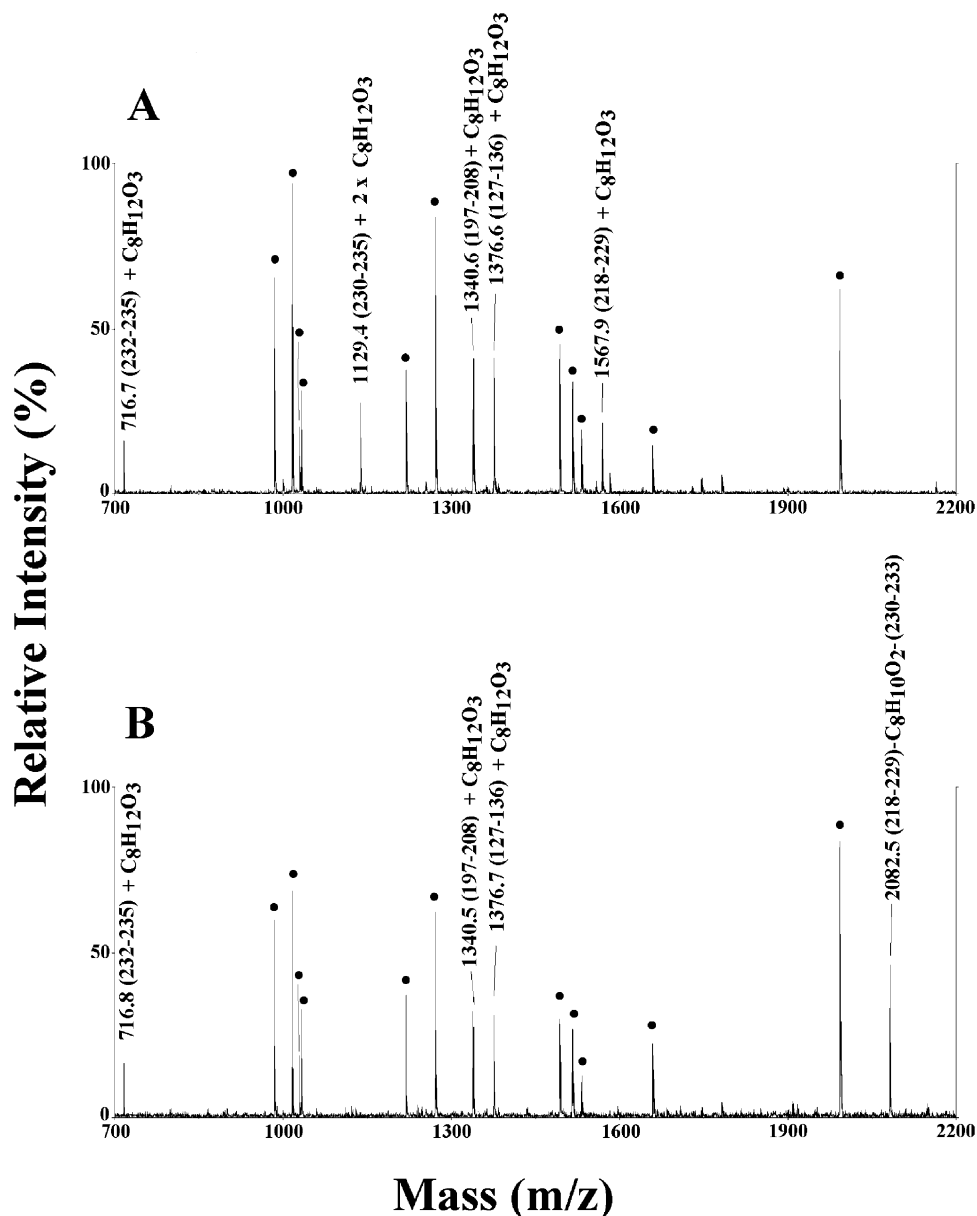 Relative Intensity (%)
A
100
50
0
716.7 (232-235) + C8H12O3
1129.4 (230-235) + 2 x C8H12O3
1340.6 (197-208) + C8H12O3
1376.6 (127-136) + C8H12O3
1567.9 (218-229) + C8H12O3
700 1000 1300 1600 1900 2200
B
100
50
0
716.8 (232-235) + C8H12O3
1340.5 (197-208) + C8H12O3
1376.7 (127-136) + C8H12O3
2082.5 (218-229)-C8H10O2-(230-233)
700 1000 1300 1600 1900 2200
Mass (m/z)